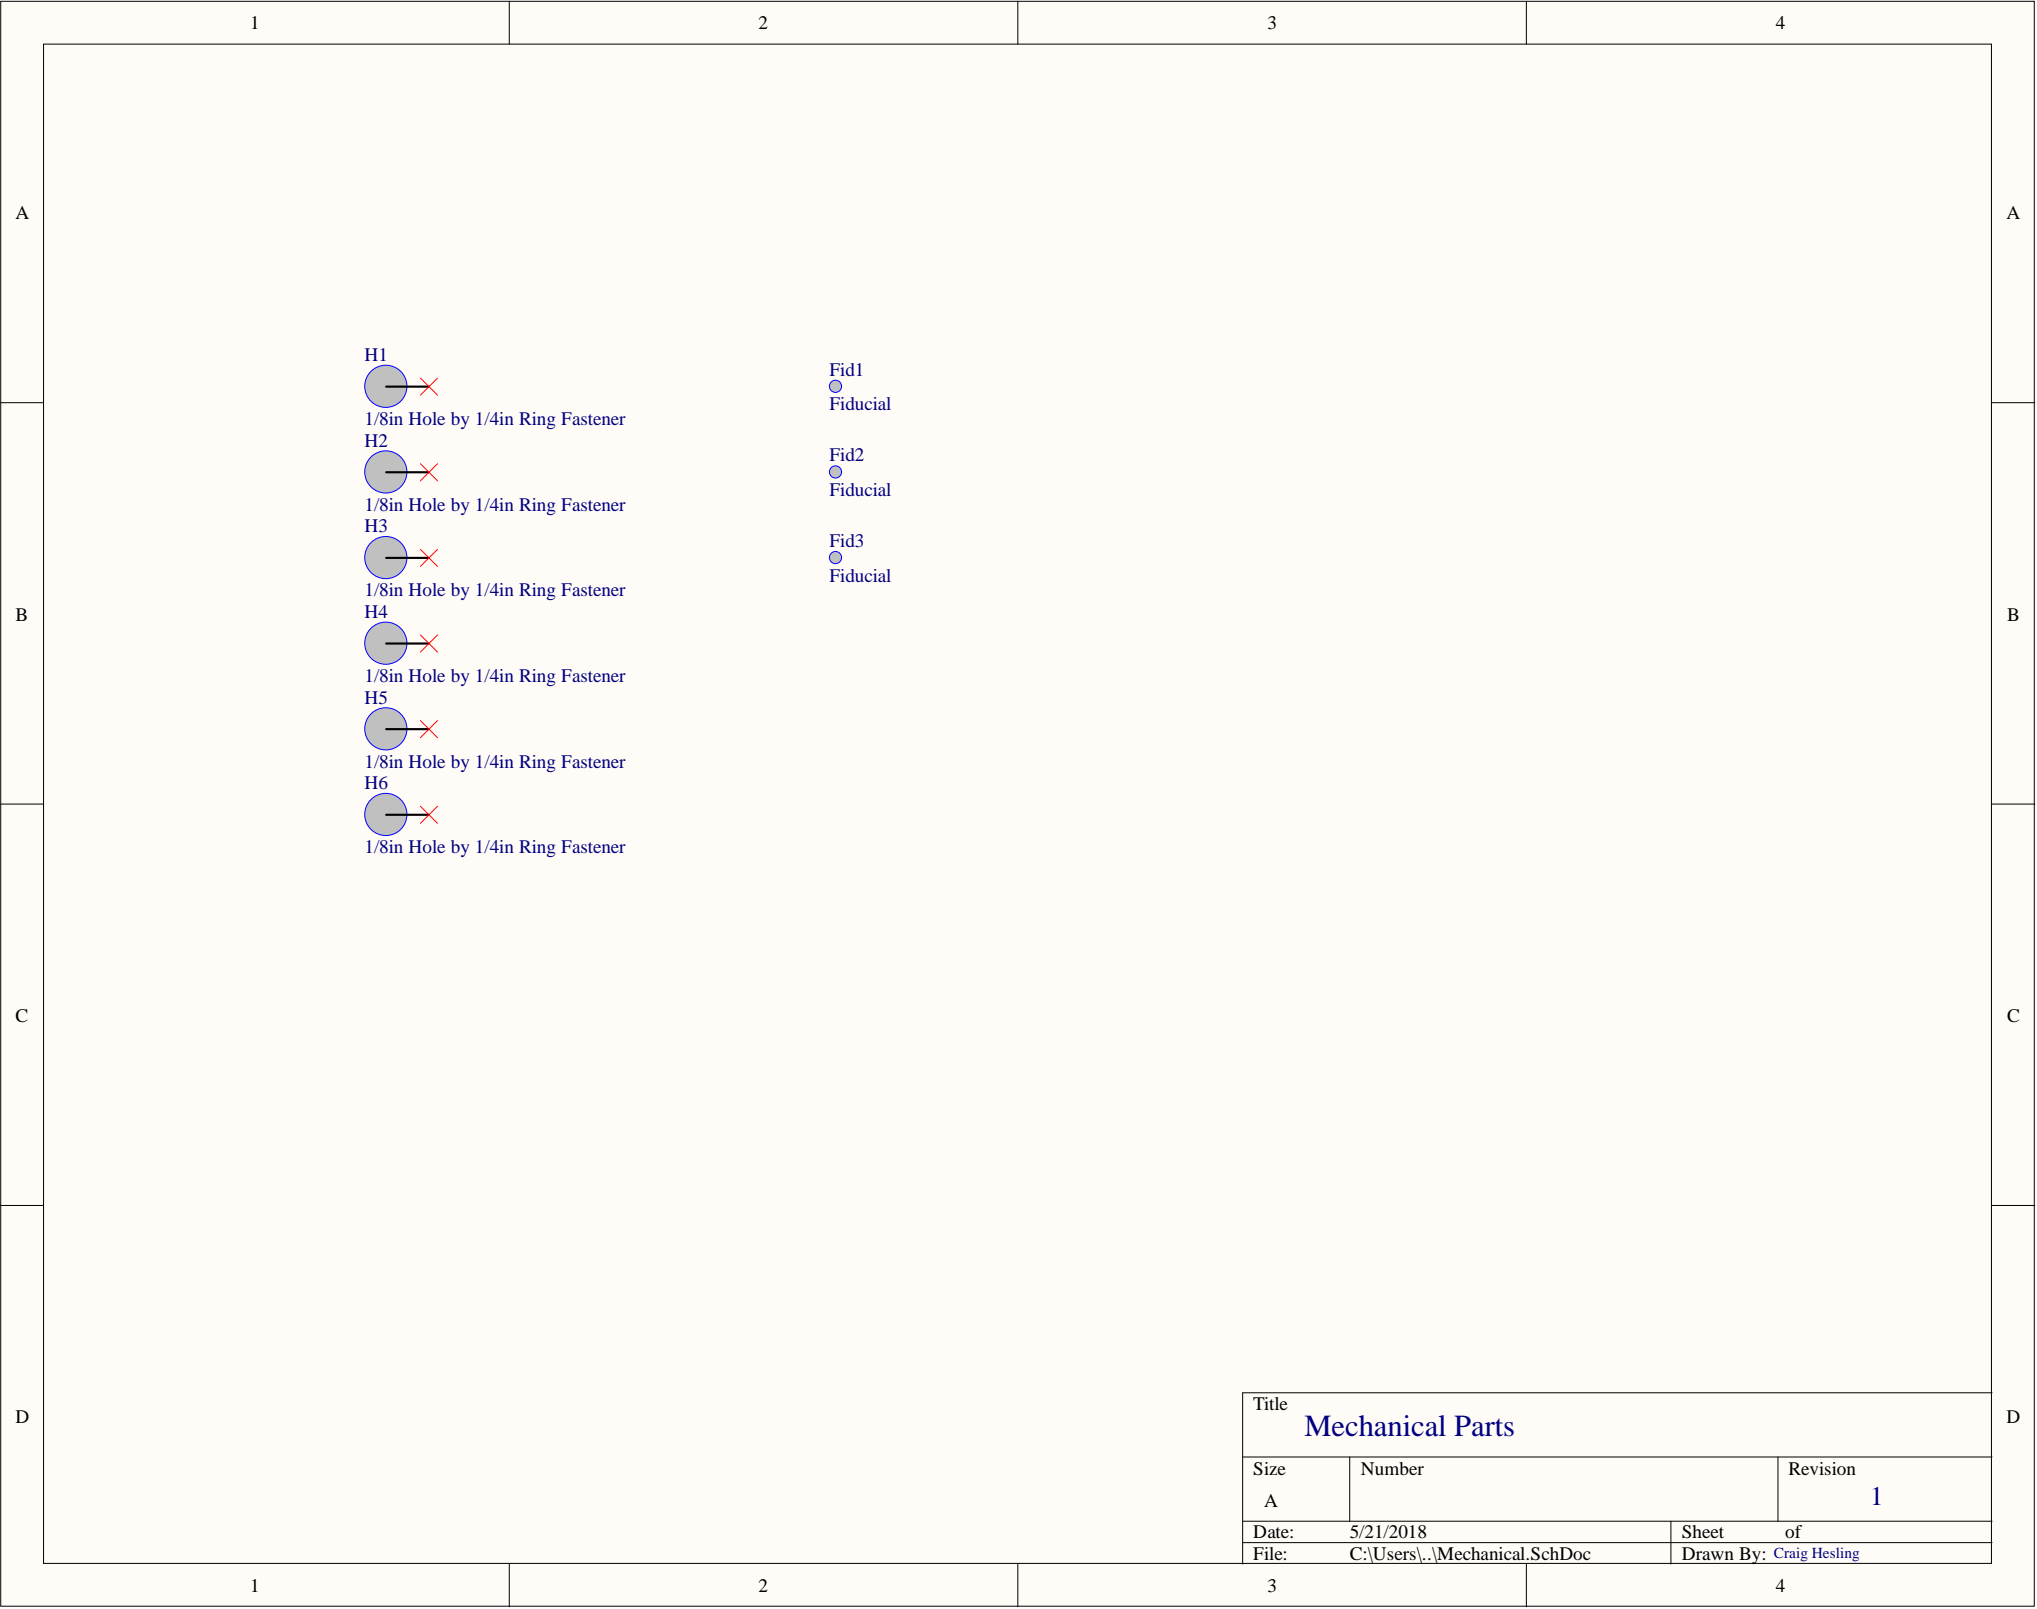 1 2 3 4
A A
H1
1/8in Hole by 1/4in Ring Fastener
H2
1/8in Hole by 1/4in Ring Fastener
H3
1/8in Hole by 1/4in Ring Fastener
H4
1/8in Hole by 1/4in Ring Fastener
H5
1/8in Hole by 1/4in Ring Fastener
H6
1/8in Hole by 1/4in Ring Fastener
Fid1
Fiducial
Fid2
Fiducial
Fid3
Fiducial
B B
C C
D D
Title
Mechanical Parts
Size Number Revision
A 1
Date: 5/21/2018 Sheet of
File: C:\Users\..\Mechanical.SchDoc Drawn By: Craig Hesling
1 2 3 4